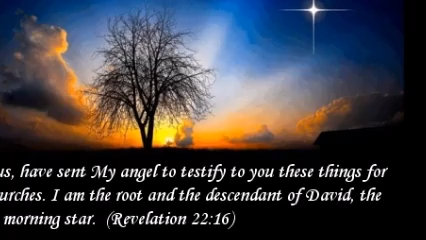 us, have sent My angel to testify to you these things for
urches. I am the root and the descendant of David, the
morning star. (Revelation 22:16)